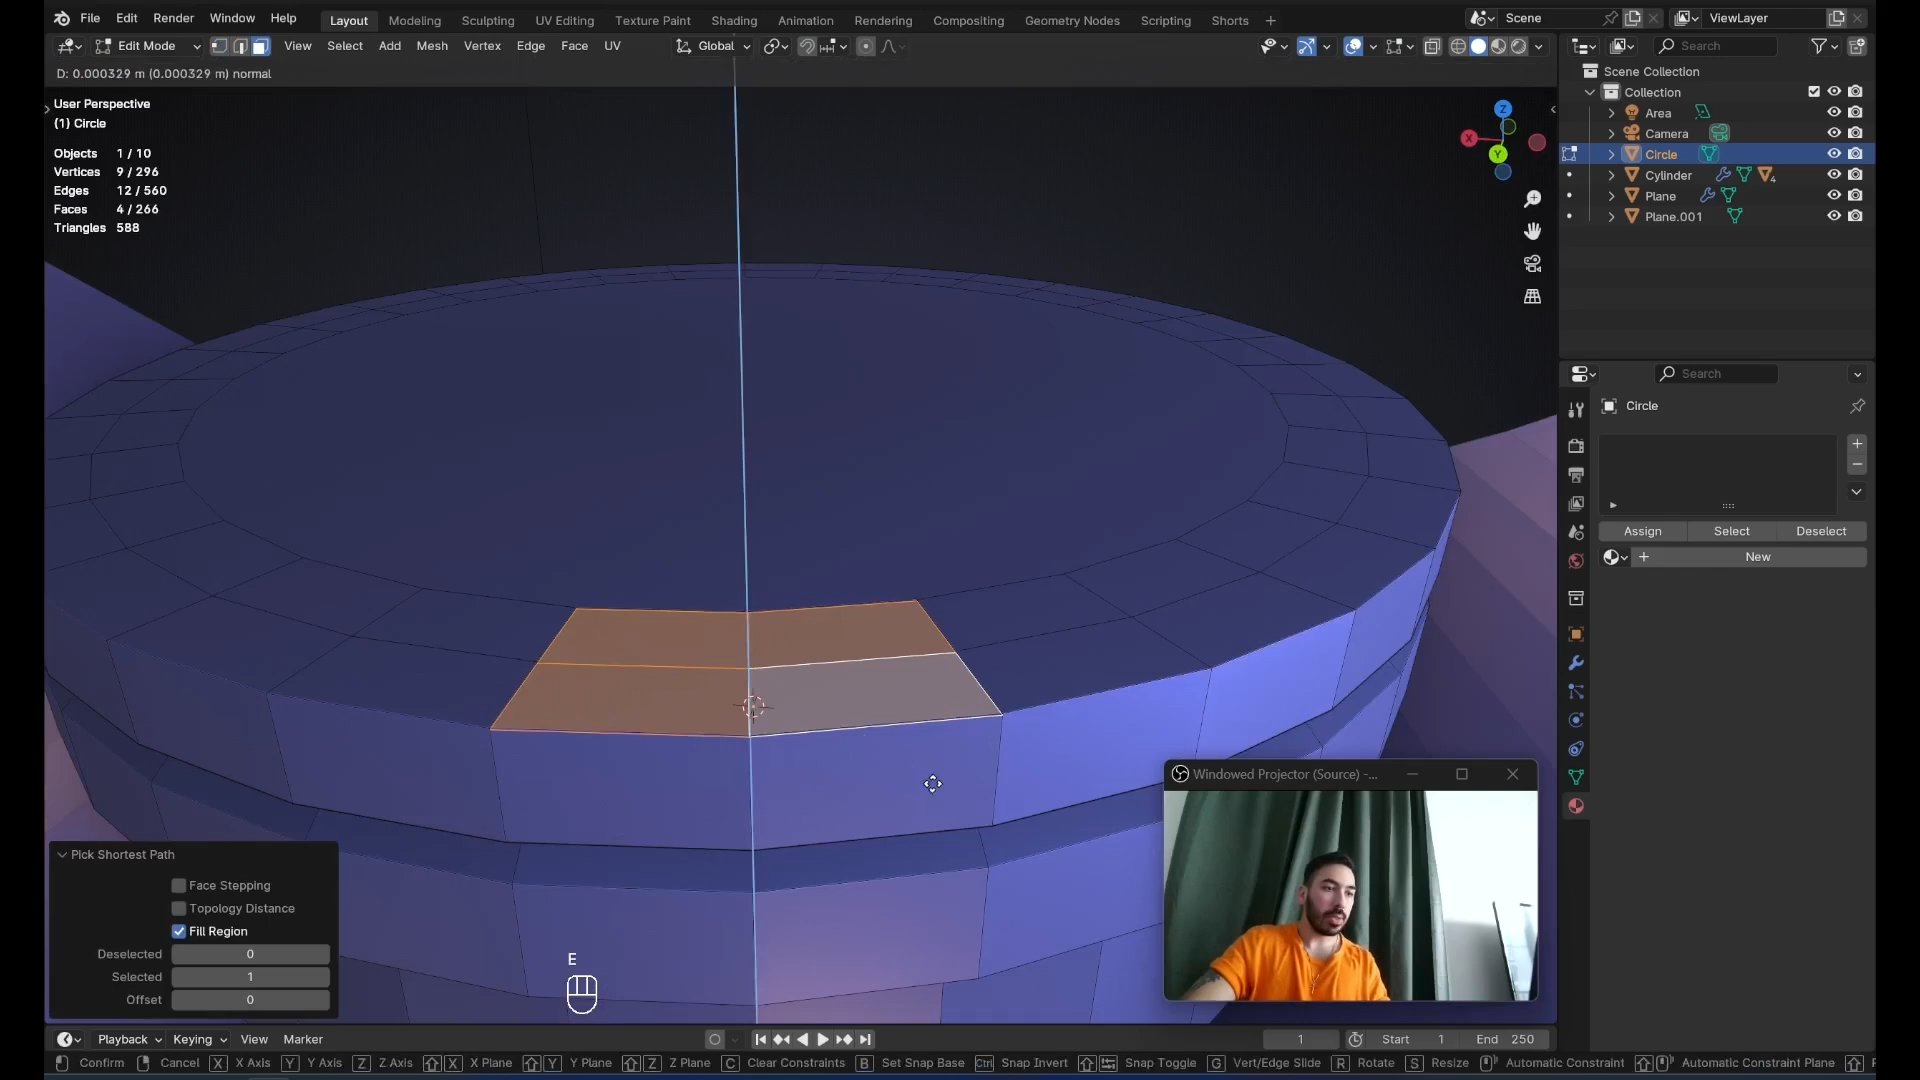 File Edit Render Window Help Layout Modeling Sculpting UV Editing Texture Paint Shading Animation Rendering Compositing Geometry Nodes Scripting Shorts + Scene ViewLayer
Edit Mode View Select Add Mesh Vertex Edge Face UV Global Search
D: 0.000329 m (0.000329 m) normal
User Perspective
(1) Circle
Objects 1 / 10
Vertices 9 / 296
Edges 12 / 560
Faces 4 / 266
Triangles 588
Z
X
Y
Scene Collection
Collection
Area
Camera
Circle
Cylinder 4
Plane
Plane.001
Search
Circle
Assign Select Deselect
New
Windowed Projector (Source) -...
Pick Shortest Path
Face Stepping
Topology Distance
Fill Region
Deselected 0
Selected 1
Offset 0
E
Playback Keying View Marker 1 Start 1 End 250
Confirm Cancel X X Axis Y Y Axis Z Z Axis X X Plane Y Y Plane Z Z Plane C Clear Constraints B Set Snap Base Ctrl Snap Invert Snap Toggle G Vert/Edge Slide R Rotate S Resize Automatic Constraint Automatic Constraint Plane